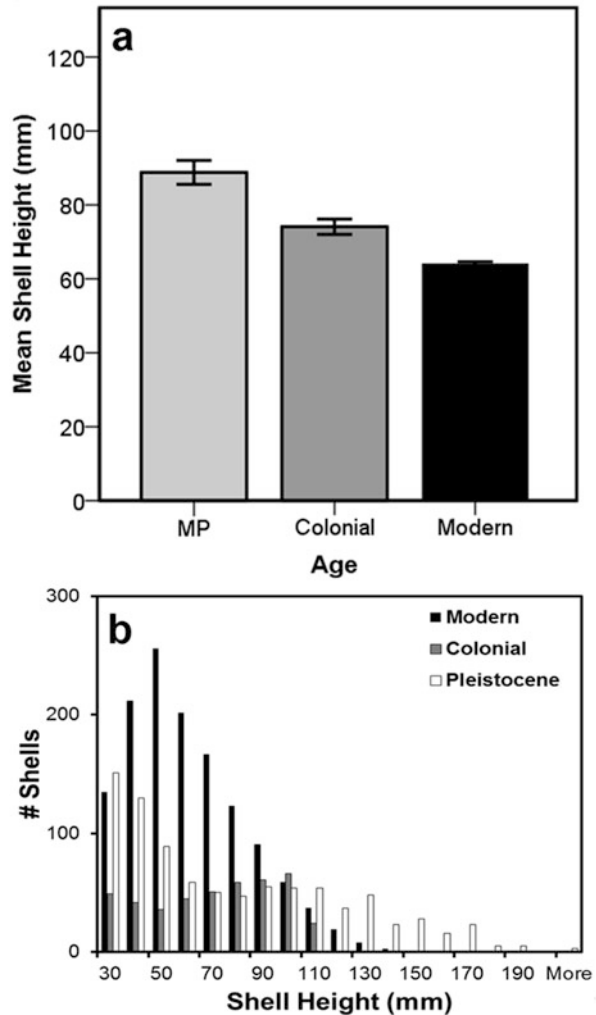 a
120
100
80
60
40
20
0
Mean Shell Height (mm)
MP Colonial Modern
Age
b
300
200
100
0
# Shells
Modern
Colonial
Pleistocene
30 50 70 90 110 130 150 170 190 More
Shell Height (mm)